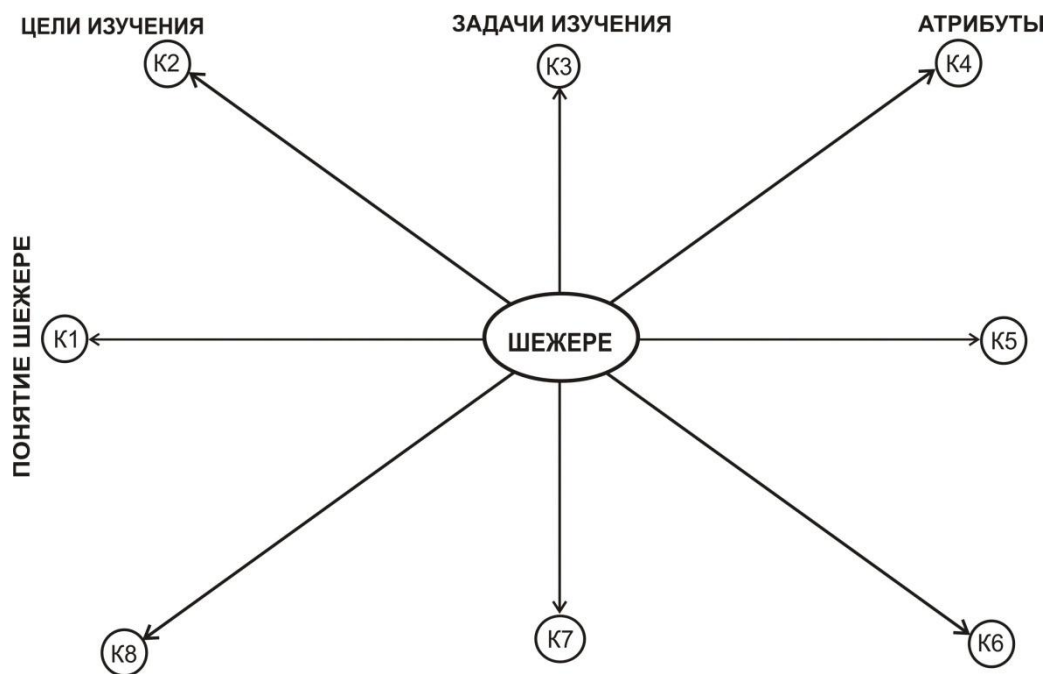 ЦЕЛИ ИЗУЧЕНИЯ
ЗАДАЧИ ИЗУЧЕНИЯ
АТРИБУТЫ
К2
К3
К4
ПОНЯТИЕ ШЕЖЕРЕ
К1
ШЕЖЕРЕ
К5
К8
К7
К6